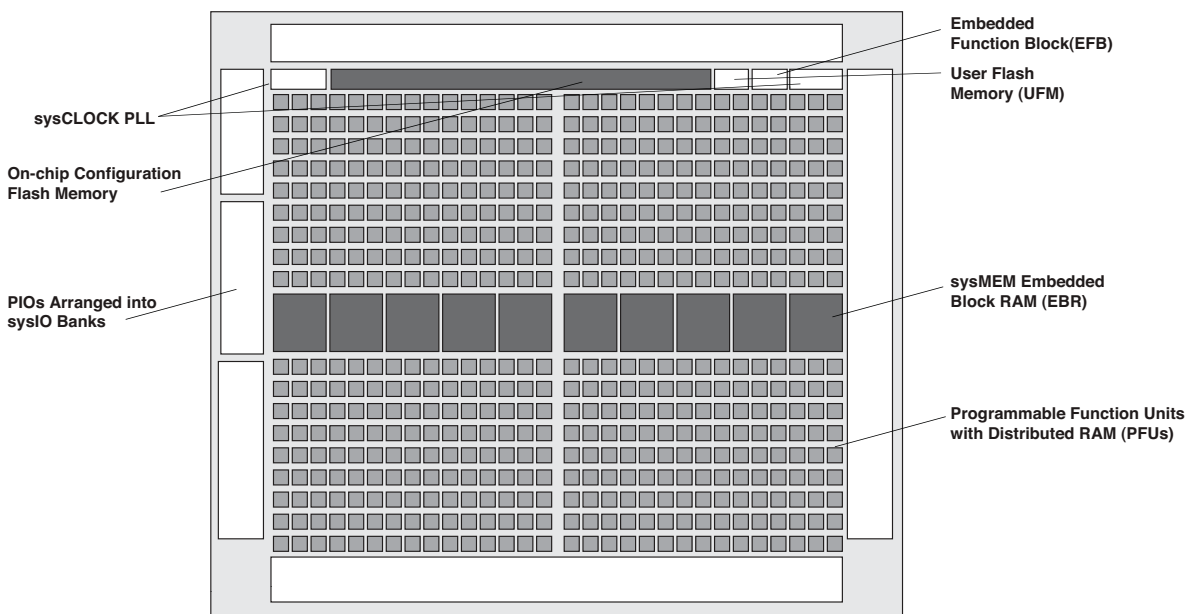 Embedded
Function Block(EFB)
User Flash
Memory (UFM)
sysCLOCK PLL
On-chip Configuration
Flash Memory
PIOs Arranged into
sysIO Banks
sysMEM Embedded
Block RAM (EBR)
Programmable Function Units
with Distributed RAM (PFUs)